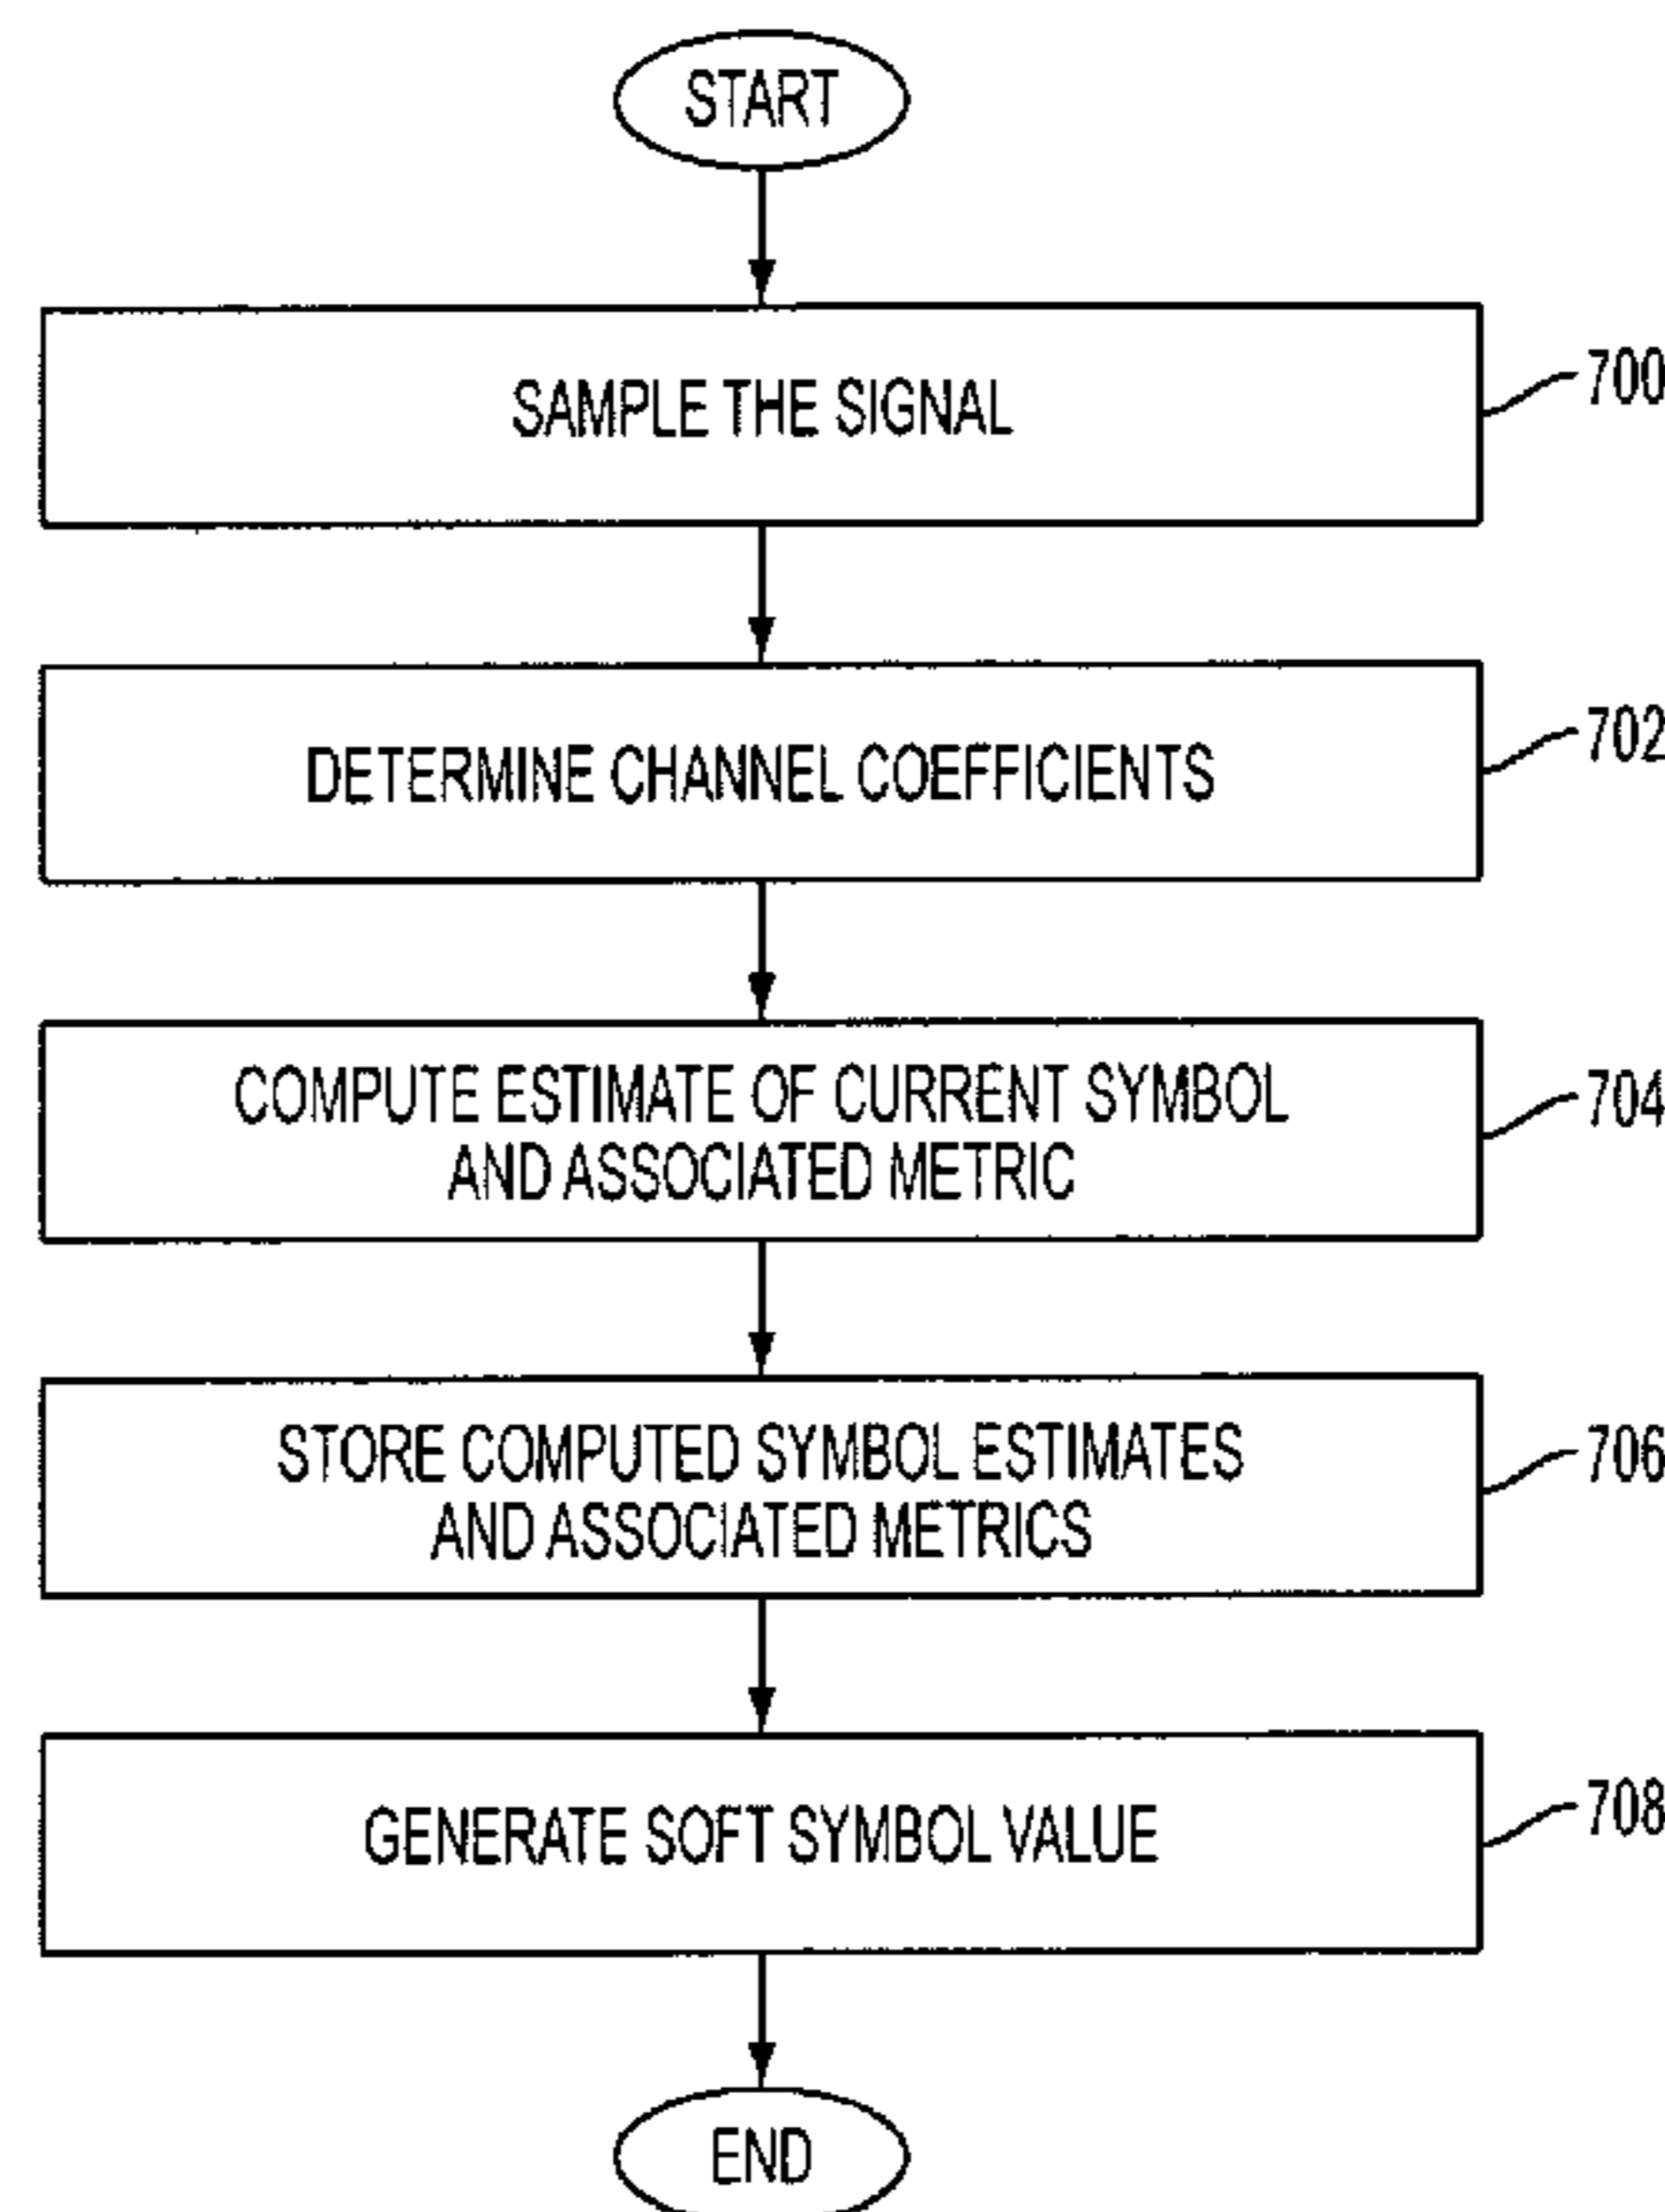 START
SAMPLE THE SIGNAL
700
DETERMINE CHANNEL COEFFICIENTS
702
COMPUTE ESTIMATE OF CURRENT SYMBOL
AND ASSOCIATED METRIC
704
STORE COMPUTED SYMBOL ESTIMATES
AND ASSOCIATED METRICS
706
GENERATE SOFT SYMBOL VALUE
708
END